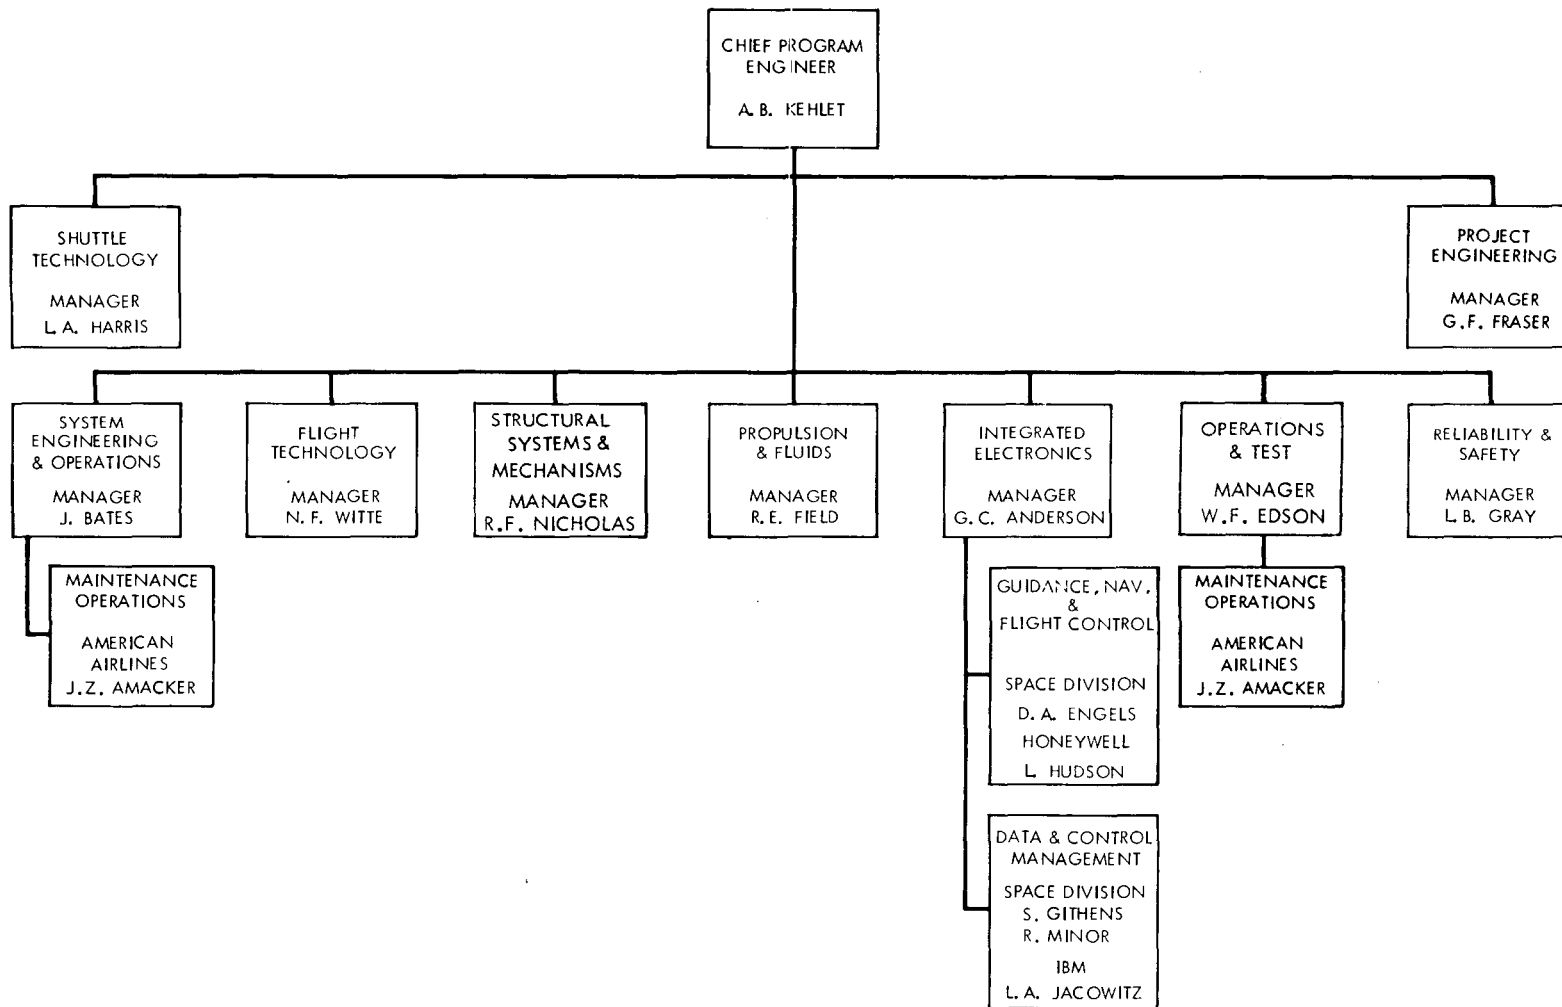 CHIEF PROGRAM
ENGINEER
A. B. KEHLET
SHUTTLE
TECHNOLOGY
MANAGER
L. A. HARRIS
PROJECT
ENGINEERING
MANAGER
G. F. FRASER
SYSTEM
ENGINEERING
& OPERATIONS
MANAGER
J. BATES
FLIGHT
TECHNOLOGY
MANAGER
N. F. WITTE
STRUCTURAL
SYSTEMS &
MECHANISMS
MANAGER
R. F. NICHOLAS
PROPULSION
& FLUIDS
MANAGER
R. E. FIELD
INTEGRATED
ELECTRONICS
MANAGER
G. C. ANDERSON
OPERATIONS
& TEST
MANAGER
W. F. EDSON
RELIABILITY &
SAFETY
MANAGER
L. B. GRAY
MAINTENANCE
OPERATIONS
AMERICAN
AIRLINES
J. Z. AMACKER
GUIDANCE, NAV,
&
FLIGHT CONTROL
SPACE DIVISION
D. A. ENGELS
HONEYWELL
L. HUDSON
MAINTENANCE
OPERATIONS
AMERICAN
AIRLINES
J. Z. AMACKER
DATA & CONTROL
MANAGEMENT
SPACE DIVISION
S. GITHENS
R. MINOR
IBM
L. A. JACOWITZ